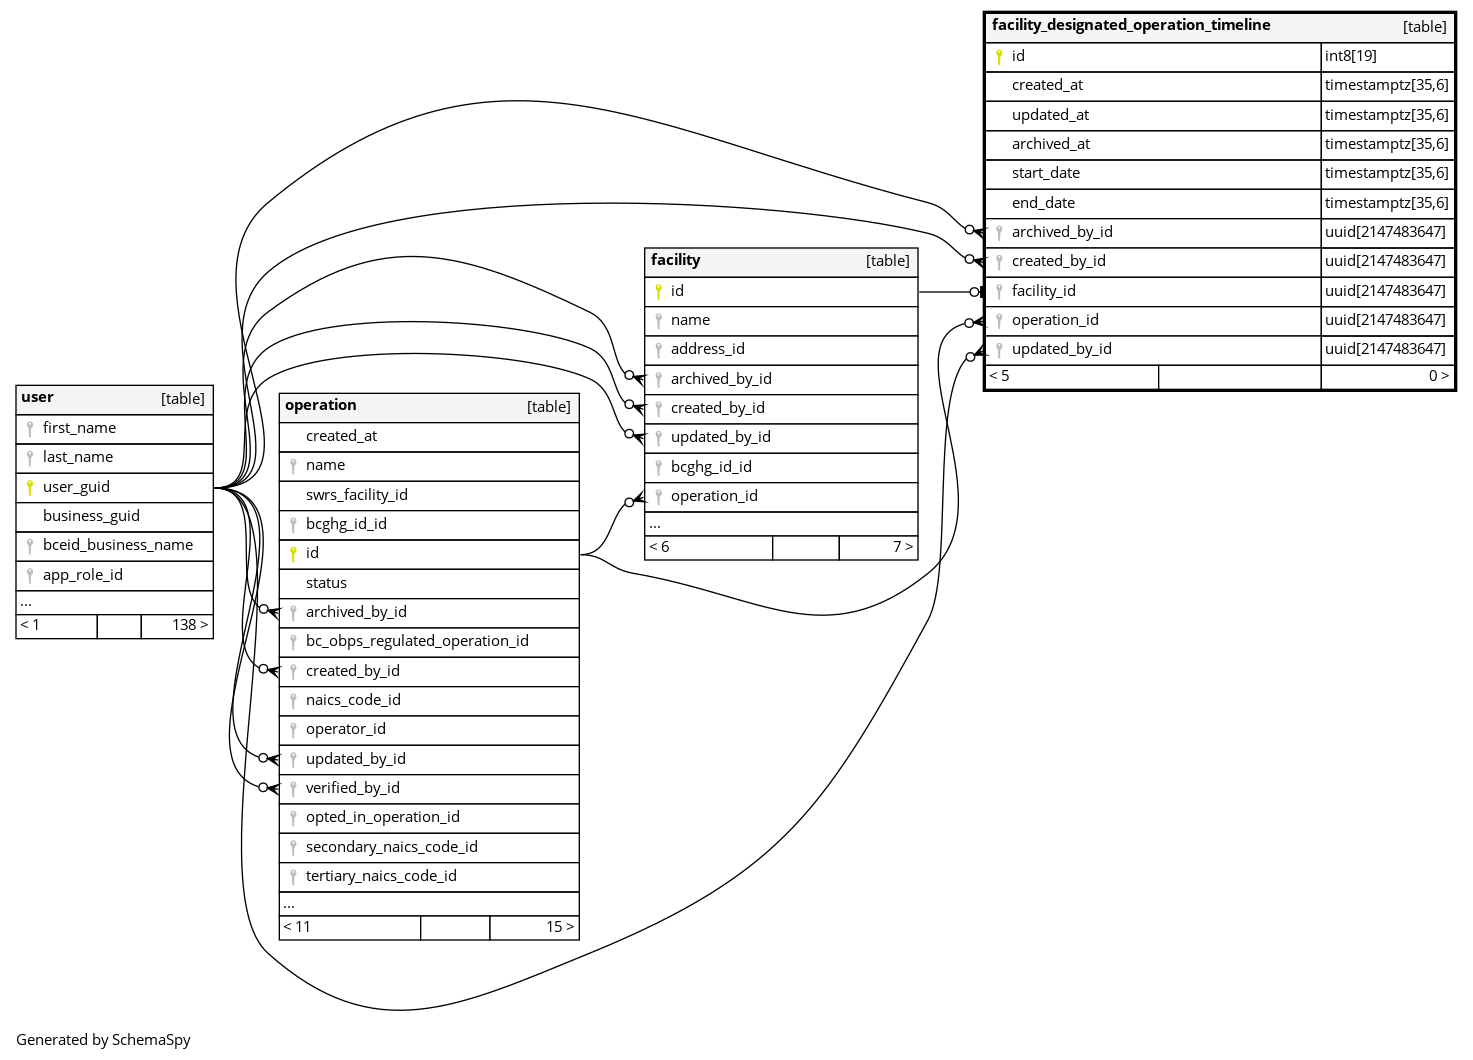 facility_designated_operation_timeline [table]
id int8[19]
created_at timestamptz[35,6]
updated_at timestamptz[35,6]
archived_at timestamptz[35,6]
start_date timestamptz[35,6]
end_date timestamptz[35,6]
archived_by_id uuid[2147483647]
created_by_id uuid[2147483647]
facility_id uuid[2147483647]
operation_id uuid[2147483647]
updated_by_id uuid[2147483647]
< 5 0 >
facility [table]
id
name
address_id
archived_by_id
created_by_id
updated_by_id
bcghg_id_id
operation_id
...
< 6 7 >
user [table]
first_name
last_name
user_guid
business_guid
bceid_business_name
app_role_id
...
< 1 138 >
operation [table]
created_at
name
swrs_facility_id
bcghg_id_id
id
status
archived_by_id
bc_obps_regulated_operation_id
created_by_id
naics_code_id
operator_id
updated_by_id
verified_by_id
opted_in_operation_id
secondary_naics_code_id
tertiary_naics_code_id
...
< 11 15 >
Generated by SchemaSpy